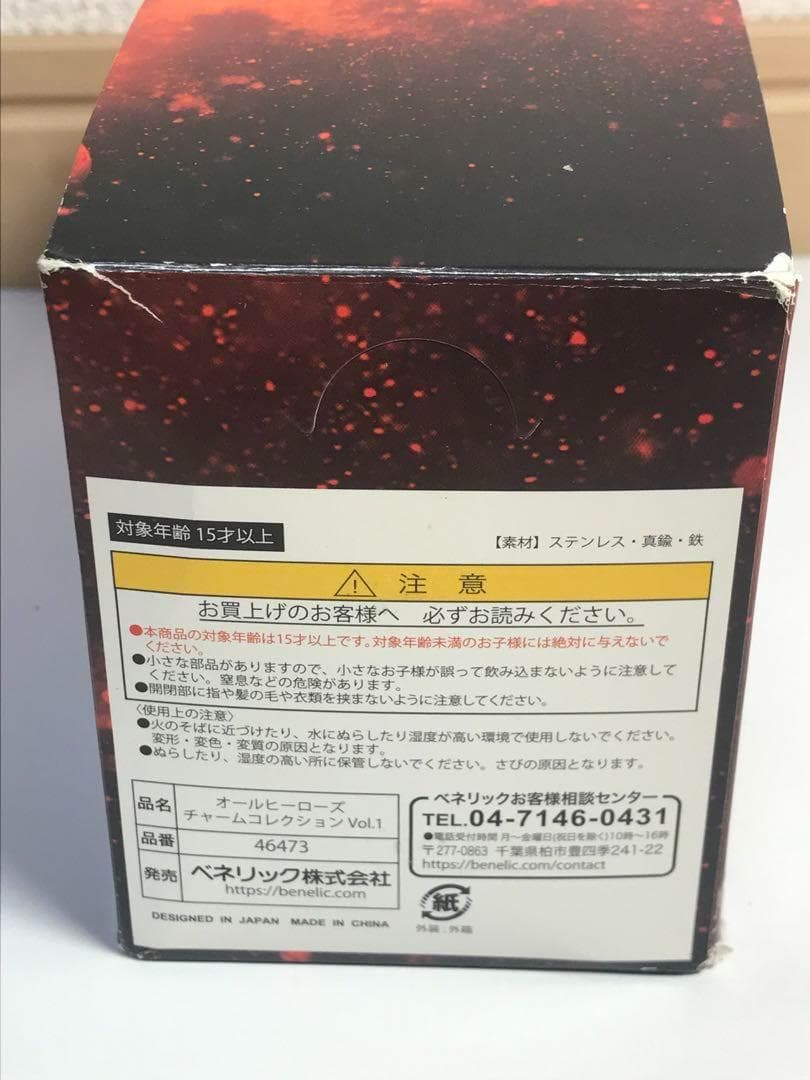 対象年齢 15才以上
【素材】ステンレス・真鍮・鉄
注 意
お買上げのお客様へ 必ずお読みください。
●本商品の対象年齢は15才以上です。対象年齢未満のお子様には絶対に与えないで
ください。
●小さな部品がありますので、小さなお子様が誤って飲み込まないように注意して
ください。窒息などの危険があります。
●開閉部に指や髪の毛や衣類を挟まないように注意してください。
〈使用上の注意〉
●火のそばに近づけたり、水にぬらしたり湿度が高い環境で使用しないでください。
変形・変色・変質の原因となります。
●ぬらしたり、湿度の高い所に保管しないでください。さびの原因となります。
品名 オールヒーローズ
チャームコレクション Vol.1
品番 46473
発売 ベネリック株式会社
https://benelic.com
DESIGNED IN JAPAN MADE IN CHINA
ベネリックお客様相談センター
TEL.04-7146-0431
●電話受付時間 月〜金曜日(祝日を除く)10時〜16時
〒277-0863 千葉県柏市豊四季241-22
https://benelic.com/contact
紙
外装:外箱